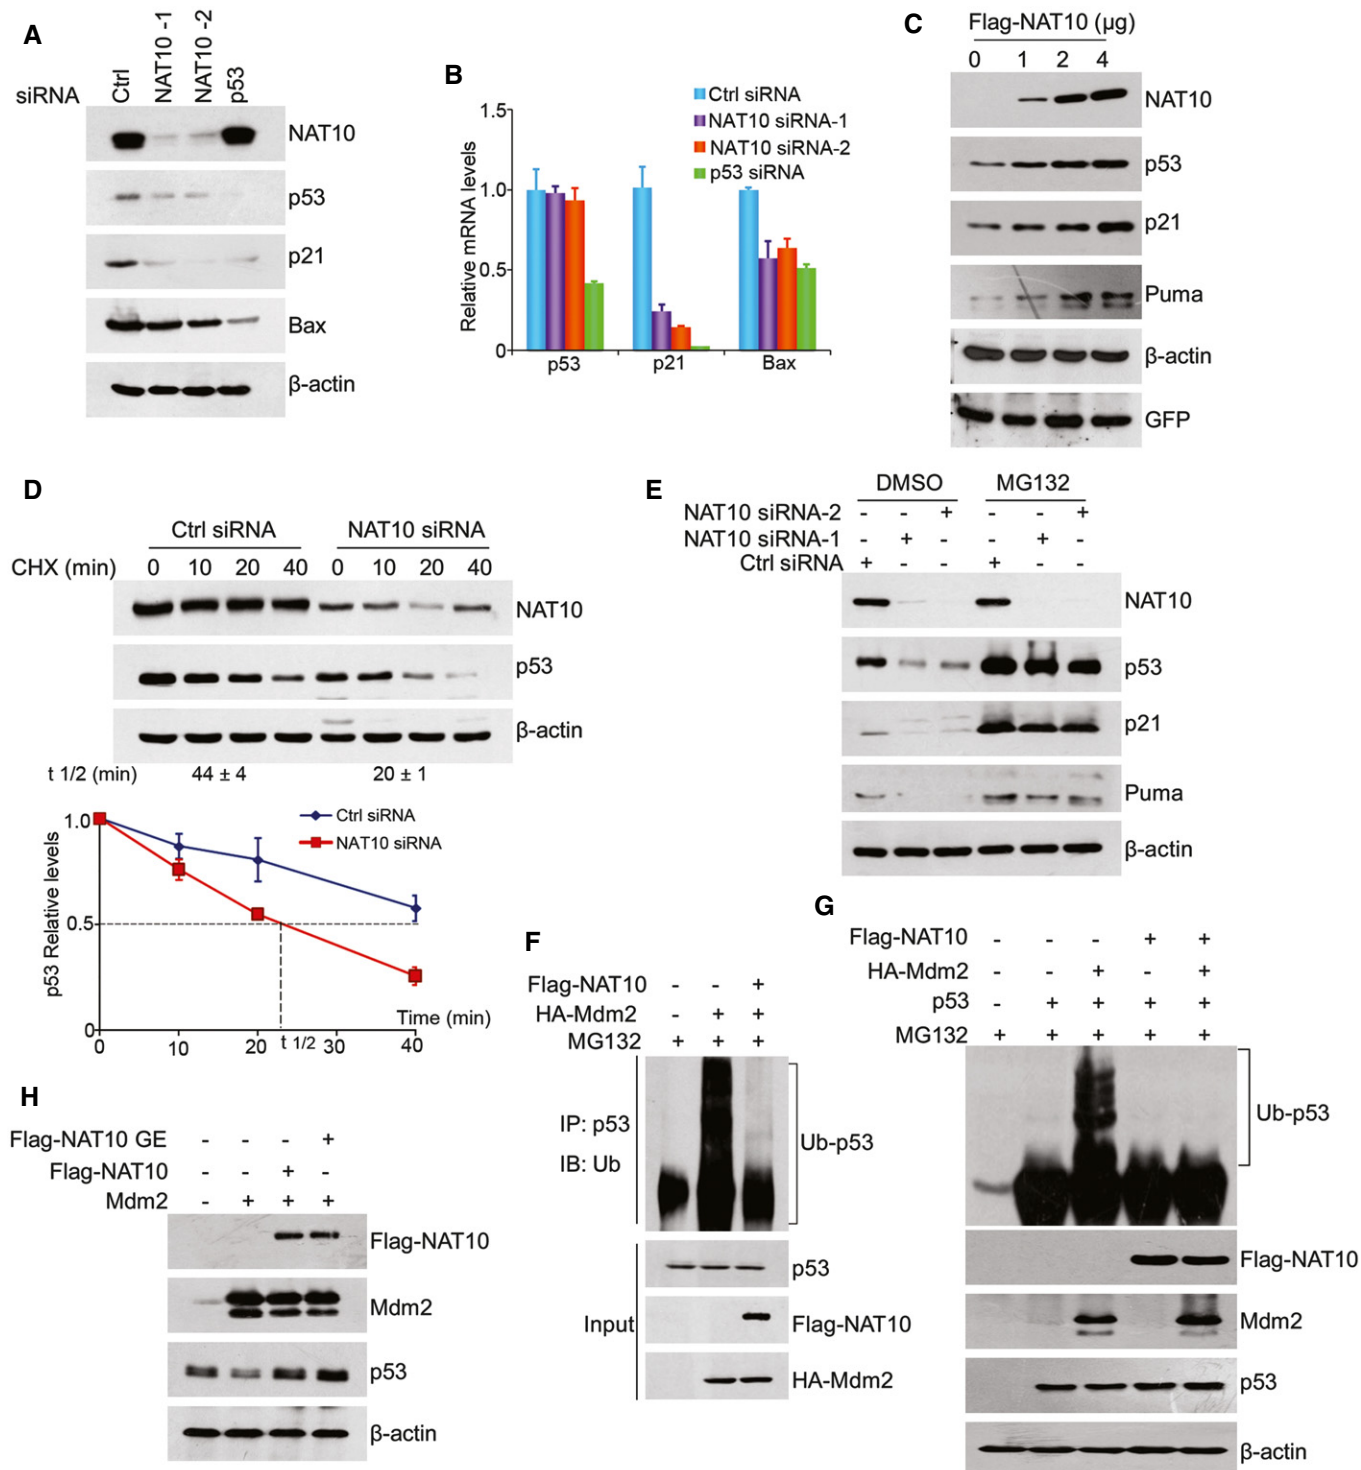 A
siRNA Ctrl NAT10 -1 NAT10 -2 p53
NAT10
p53
p21
Bax
β-actin
B
Ctrl siRNA
NAT10 siRNA-1
NAT10 siRNA-2
p53 siRNA
Relative mRNA levels
1.5
1.0
0.5
0
p53 p21 Bax
C
Flag-NAT10 (µg)
0 1 2 4
NAT10
p53
p21
Puma
β-actin
GFP
D
Ctrl siRNA NAT10 siRNA
CHX (min) 0 10 20 40 0 10 20 40
NAT10
p53
β-actin
t 1/2 (min) 44 ± 4 20 ± 1
Ctrl siRNA
NAT10 siRNA
p53 Relative levels
1.0
0.5
0
Time (min)
0 10 20 t 1/2 30 40
E
DMSO MG132
NAT10 siRNA-2 - - + - - +
NAT10 siRNA-1 - + - - + -
Ctrl siRNA + - - + - -
NAT10
p53
p21
Puma
β-actin
F
Flag-NAT10 - - +
HA-Mdm2 - + +
MG132 + + +
IP: p53
IB: Ub
Ub-p53
Input
p53
Flag-NAT10
HA-Mdm2
G
Flag-NAT10 - - - + +
HA-Mdm2 - - + - +
p53 - + + + +
MG132 + + + + +
Ub-p53
Flag-NAT10
Mdm2
p53
β-actin
H
Flag-NAT10 GE - - - +
Flag-NAT10 - - + -
Mdm2 - + + +
Flag-NAT10
Mdm2
p53
β-actin